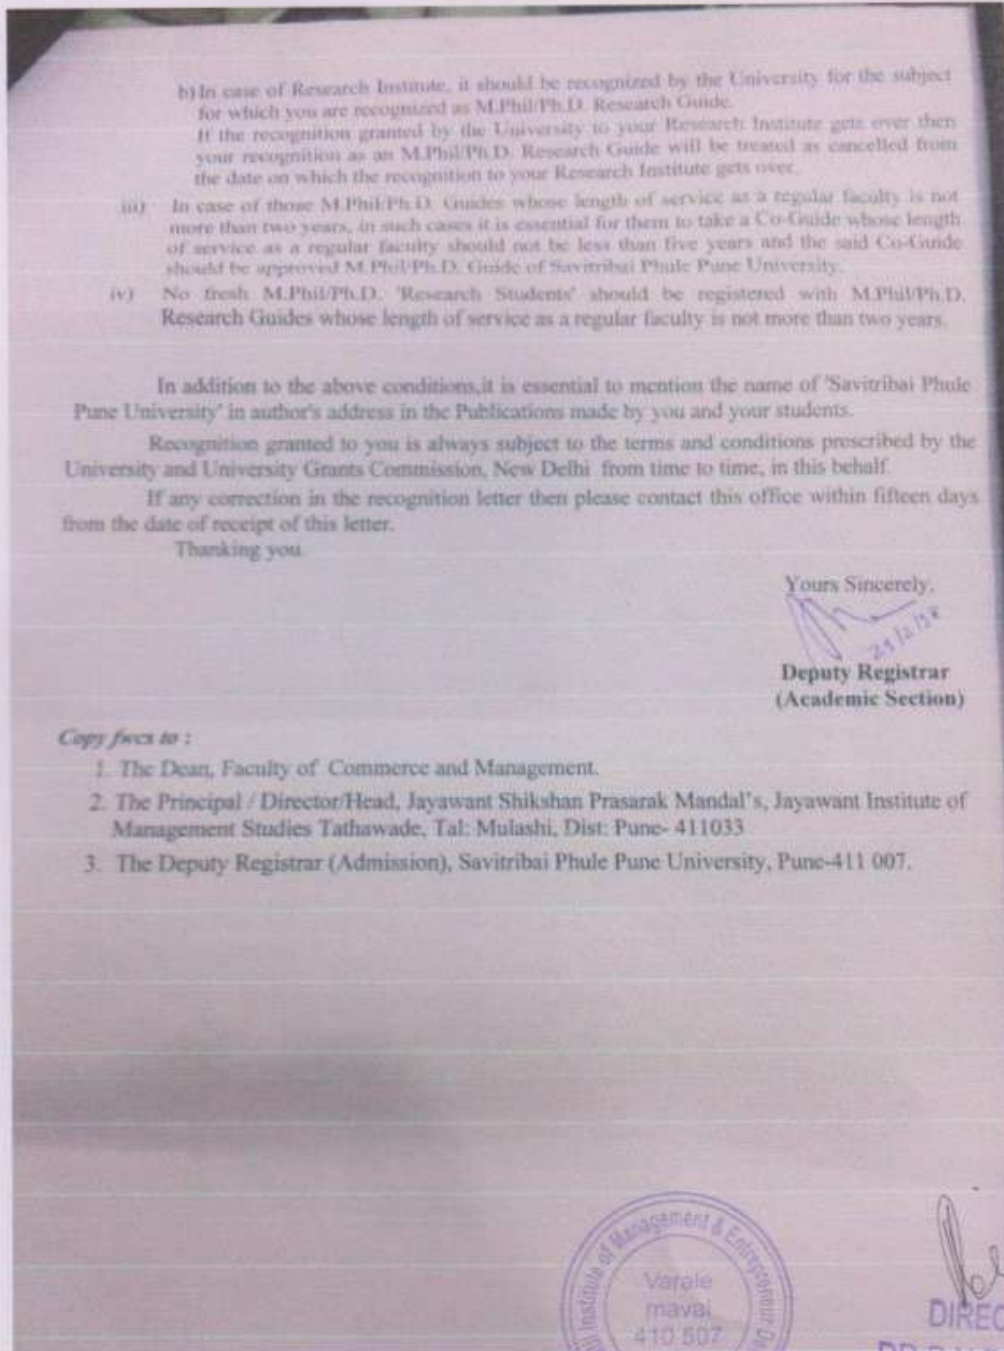 b) In case of Research Institute, it should be recognized by the University for the subject
for which you are recognized as M.Phil/Ph.D. Research Guide.
If the recognition granted by the University to your Research Institute gets over then
your recognition as an M.Phil/Ph.D. Research Guide will be treated as cancelled from
the date on which the recognition to your Research Institute gets over.
iii) In case of those M.Phil/Ph.D. Guides whose length of service as a regular faculty is not
more than two years, in such cases it is essential for them to take a Co-Guide whose length
of service as a regular faculty should not be less than five years and the said Co-Guide
should be approved M.Phil/Ph.D. Guide of Savitribai Phule Pune University.
iv) No fresh M.Phil/Ph.D. 'Research Students' should be registered with M.Phil/Ph.D.
Research Guides whose length of service as a regular faculty is not more than two years.
In addition to the above conditions,it is essential to mention the name of 'Savitribai Phule
Pune University' in author's address in the Publications made by you and your students.
Recognition granted to you is always subject to the terms and conditions prescribed by the
University and University Grants Commission, New Delhi from time to time, in this behalf.
If any correction in the recognition letter then please contact this office within fifteen days
from the date of receipt of this letter.
Thanking you.
Yours Sincerely,
Deputy Registrar
(Academic Section)
Copy fwcs to :
1. The Dean, Faculty of Commerce and Management.
2. The Principal / Director/Head, Jayawant Shikshan Prasarak Mandal's, Jayawant Institute of
Management Studies Tathawade, Tal: Mulashi, Dist: Pune- 411033
3. The Deputy Registrar (Admission), Savitribai Phule Pune University, Pune-411 007.
Institute of Management & Entrepreneur
Varale
maval
410 507
DIREC